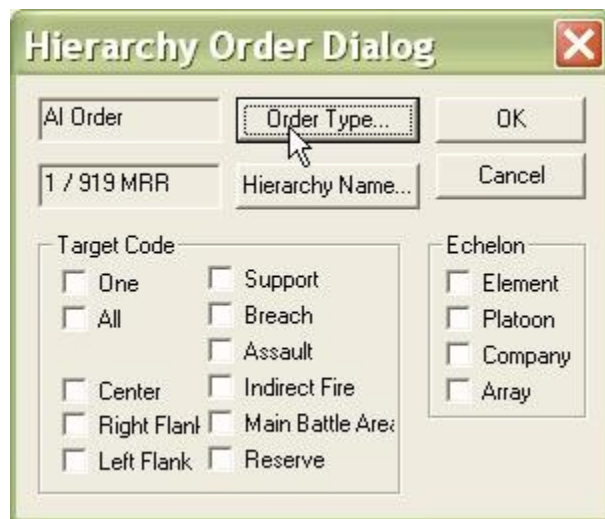 Hierarchy Order Dialog
AI Order
Order Type...
OK
1 / 919 MRR
Hierarchy Name...
Cancel
Target Code
One
All
Center
Right Flank
Left Flank
Support
Breach
Assault
Indirect Fire
Main Battle Area
Reserve
Echelon
Element
Platoon
Company
Array